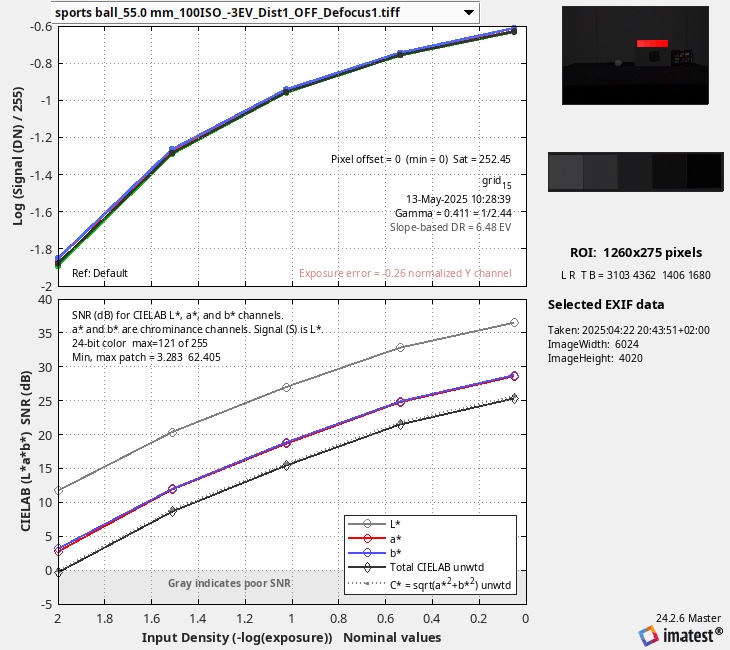 sports ball_55.0 mm_100ISO_-3EV_Dist1_OFF_Defocus1.tiff
-0.6
-0.8
-1
-1.2
-1.4
-1.6
-1.8
-2
Log (Signal (DN) / 255)
Pixel offset = 0 (min = 0) Sat = 252.45
grid15
13-May-2025 10:28:39
Gamma = 0.411 = 1/2.44
Slope-based DR = 6.48 EV
Ref: Default
Exposure error = -0.26 normalized Y channel
40
35
30
25
20
15
10
5
0
-5
CIELAB (L*a*b*) SNR (dB)
SNR (dB) for CIELAB L*, a*, and b* channels.
a* and b* are chrominance channels. Signal (S) is L*.
24-bit color max=121 of 255
Min, max patch = 3.283 62.405
L*
a*
b*
Total CIELAB unwtd
C* = sqrt(a*2+b*2) unwtd
Gray indicates poor SNR
2 1.8 1.6 1.4 1.2 1 0.8 0.6 0.4 0.2 0
Input Density (-log(exposure)) Nominal values
ROI: 1260x275 pixels
L R T B = 3103 4362 1406 1680
Selected EXIF data
Taken: 2025:04:22 20:43:51+02:00
ImageWidth: 6024
ImageHeight: 4020
24.2.6 Master
imatest®